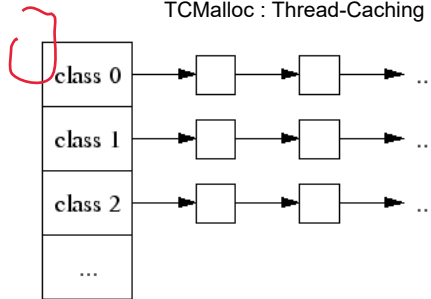 TCMalloc : Thread-Caching
class 0 ..
class 1 ..
class 2 ..
...